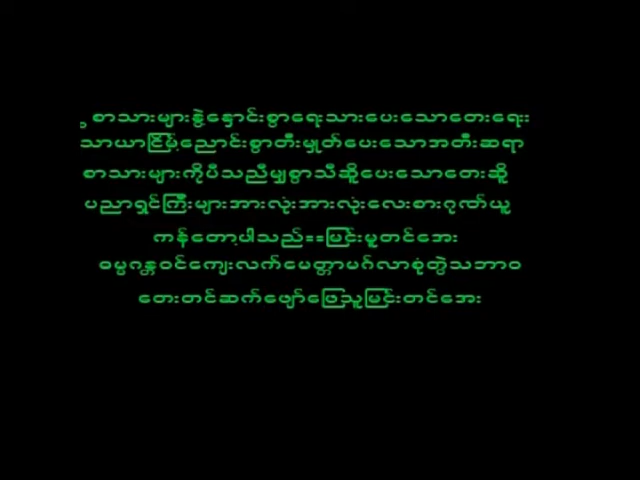 စာသားများနွဲ့နှောင်းစွာရေးသားပေးသောတေးရေး
သာယာငြိမ့်ညောင်းစွာတီးမှုတ်ပေးသောအတီးဆရာ
စာသားများကိုပီသညီမျှစွာသီဆိုပေးသောတေးဆို
ပညာရှင်ကြီးများအားလုံးအားလုံးလေးစားဂုဏ်ယူ
ကန်တော့ပါသည်==မြင်းမူတင်အေး
ဓမ္မဂန္တဝင်ကျေးလက်မေတ္တာမဂ်လာစုံတွဲသဘာဝ
တေးတင်ဆက်ဖျော်ဖြေသူမြင်းတင်အေး